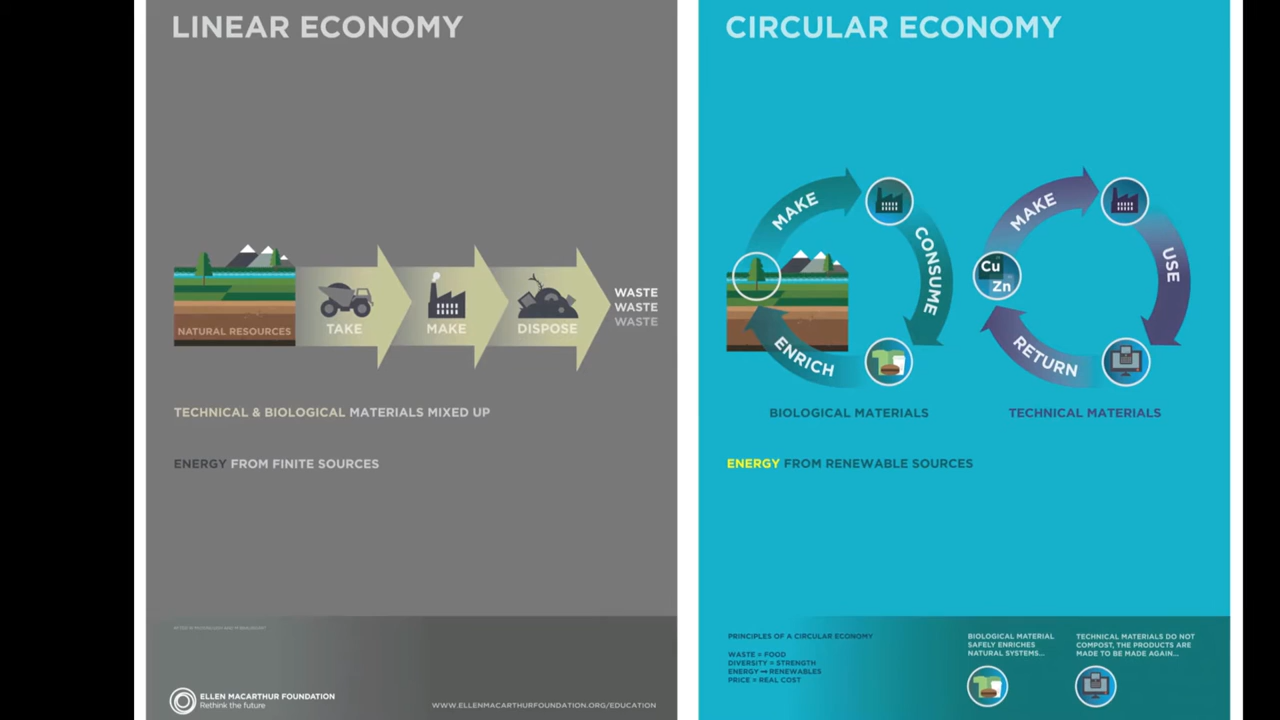 LINEAR ECONOMY
NATURAL RESOURCES
TAKE
MAKE
DISPOSE
WASTE
WASTE
WASTE
TECHNICAL & BIOLOGICAL MATERIALS MIXED UP
ENERGY FROM FINITE SOURCES
ELLEN MACARTHUR FOUNDATION
Rethink the future
WWW.ELLENMACARTHURFOUNDATION.ORG/EDUCATION
CIRCULAR ECONOMY
MAKE
CONSUME
ENRICH
BIOLOGICAL MATERIALS
MAKE
USE
RETURN
Cu
Zn
TECHNICAL MATERIALS
ENERGY FROM RENEWABLE SOURCES
PRINCIPLES OF A CIRCULAR ECONOMY
WASTE = FOOD
DIVERSITY = STRENGTH
ENERGY → RENEWABLES
PRICE = REAL COST
BIOLOGICAL MATERIAL
SAFELY ENRICHES
NATURAL SYSTEMS...
TECHNICAL MATERIALS DO NOT
COMPOST, THE PRODUCTS ARE
MADE TO BE MADE AGAIN...